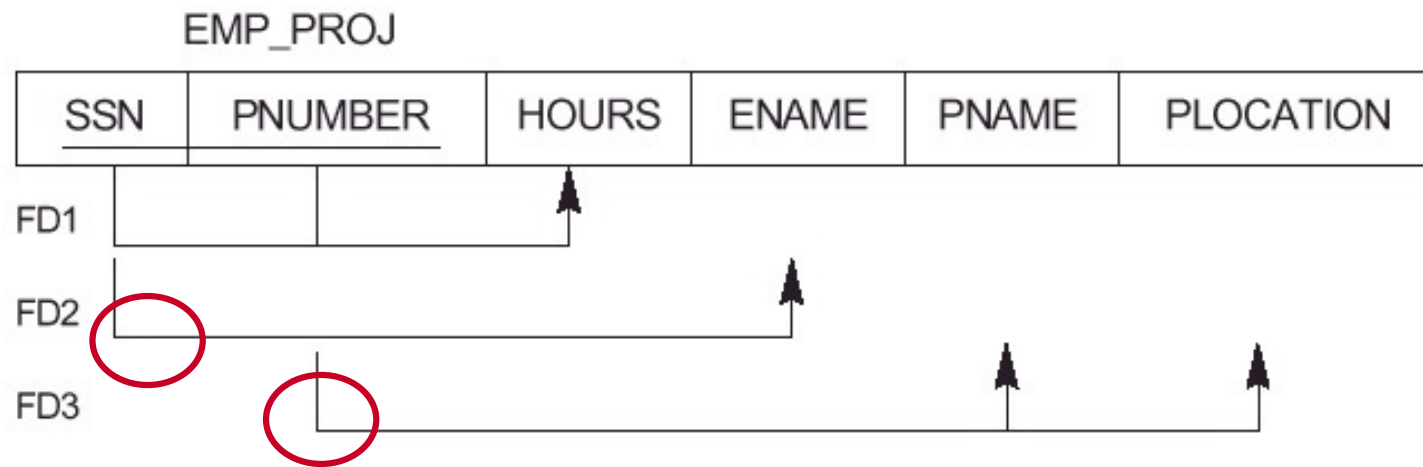 EMP_PROJ
SSN PNUMBER HOURS ENAME PNAME PLOCATION
FD1
FD2
FD3